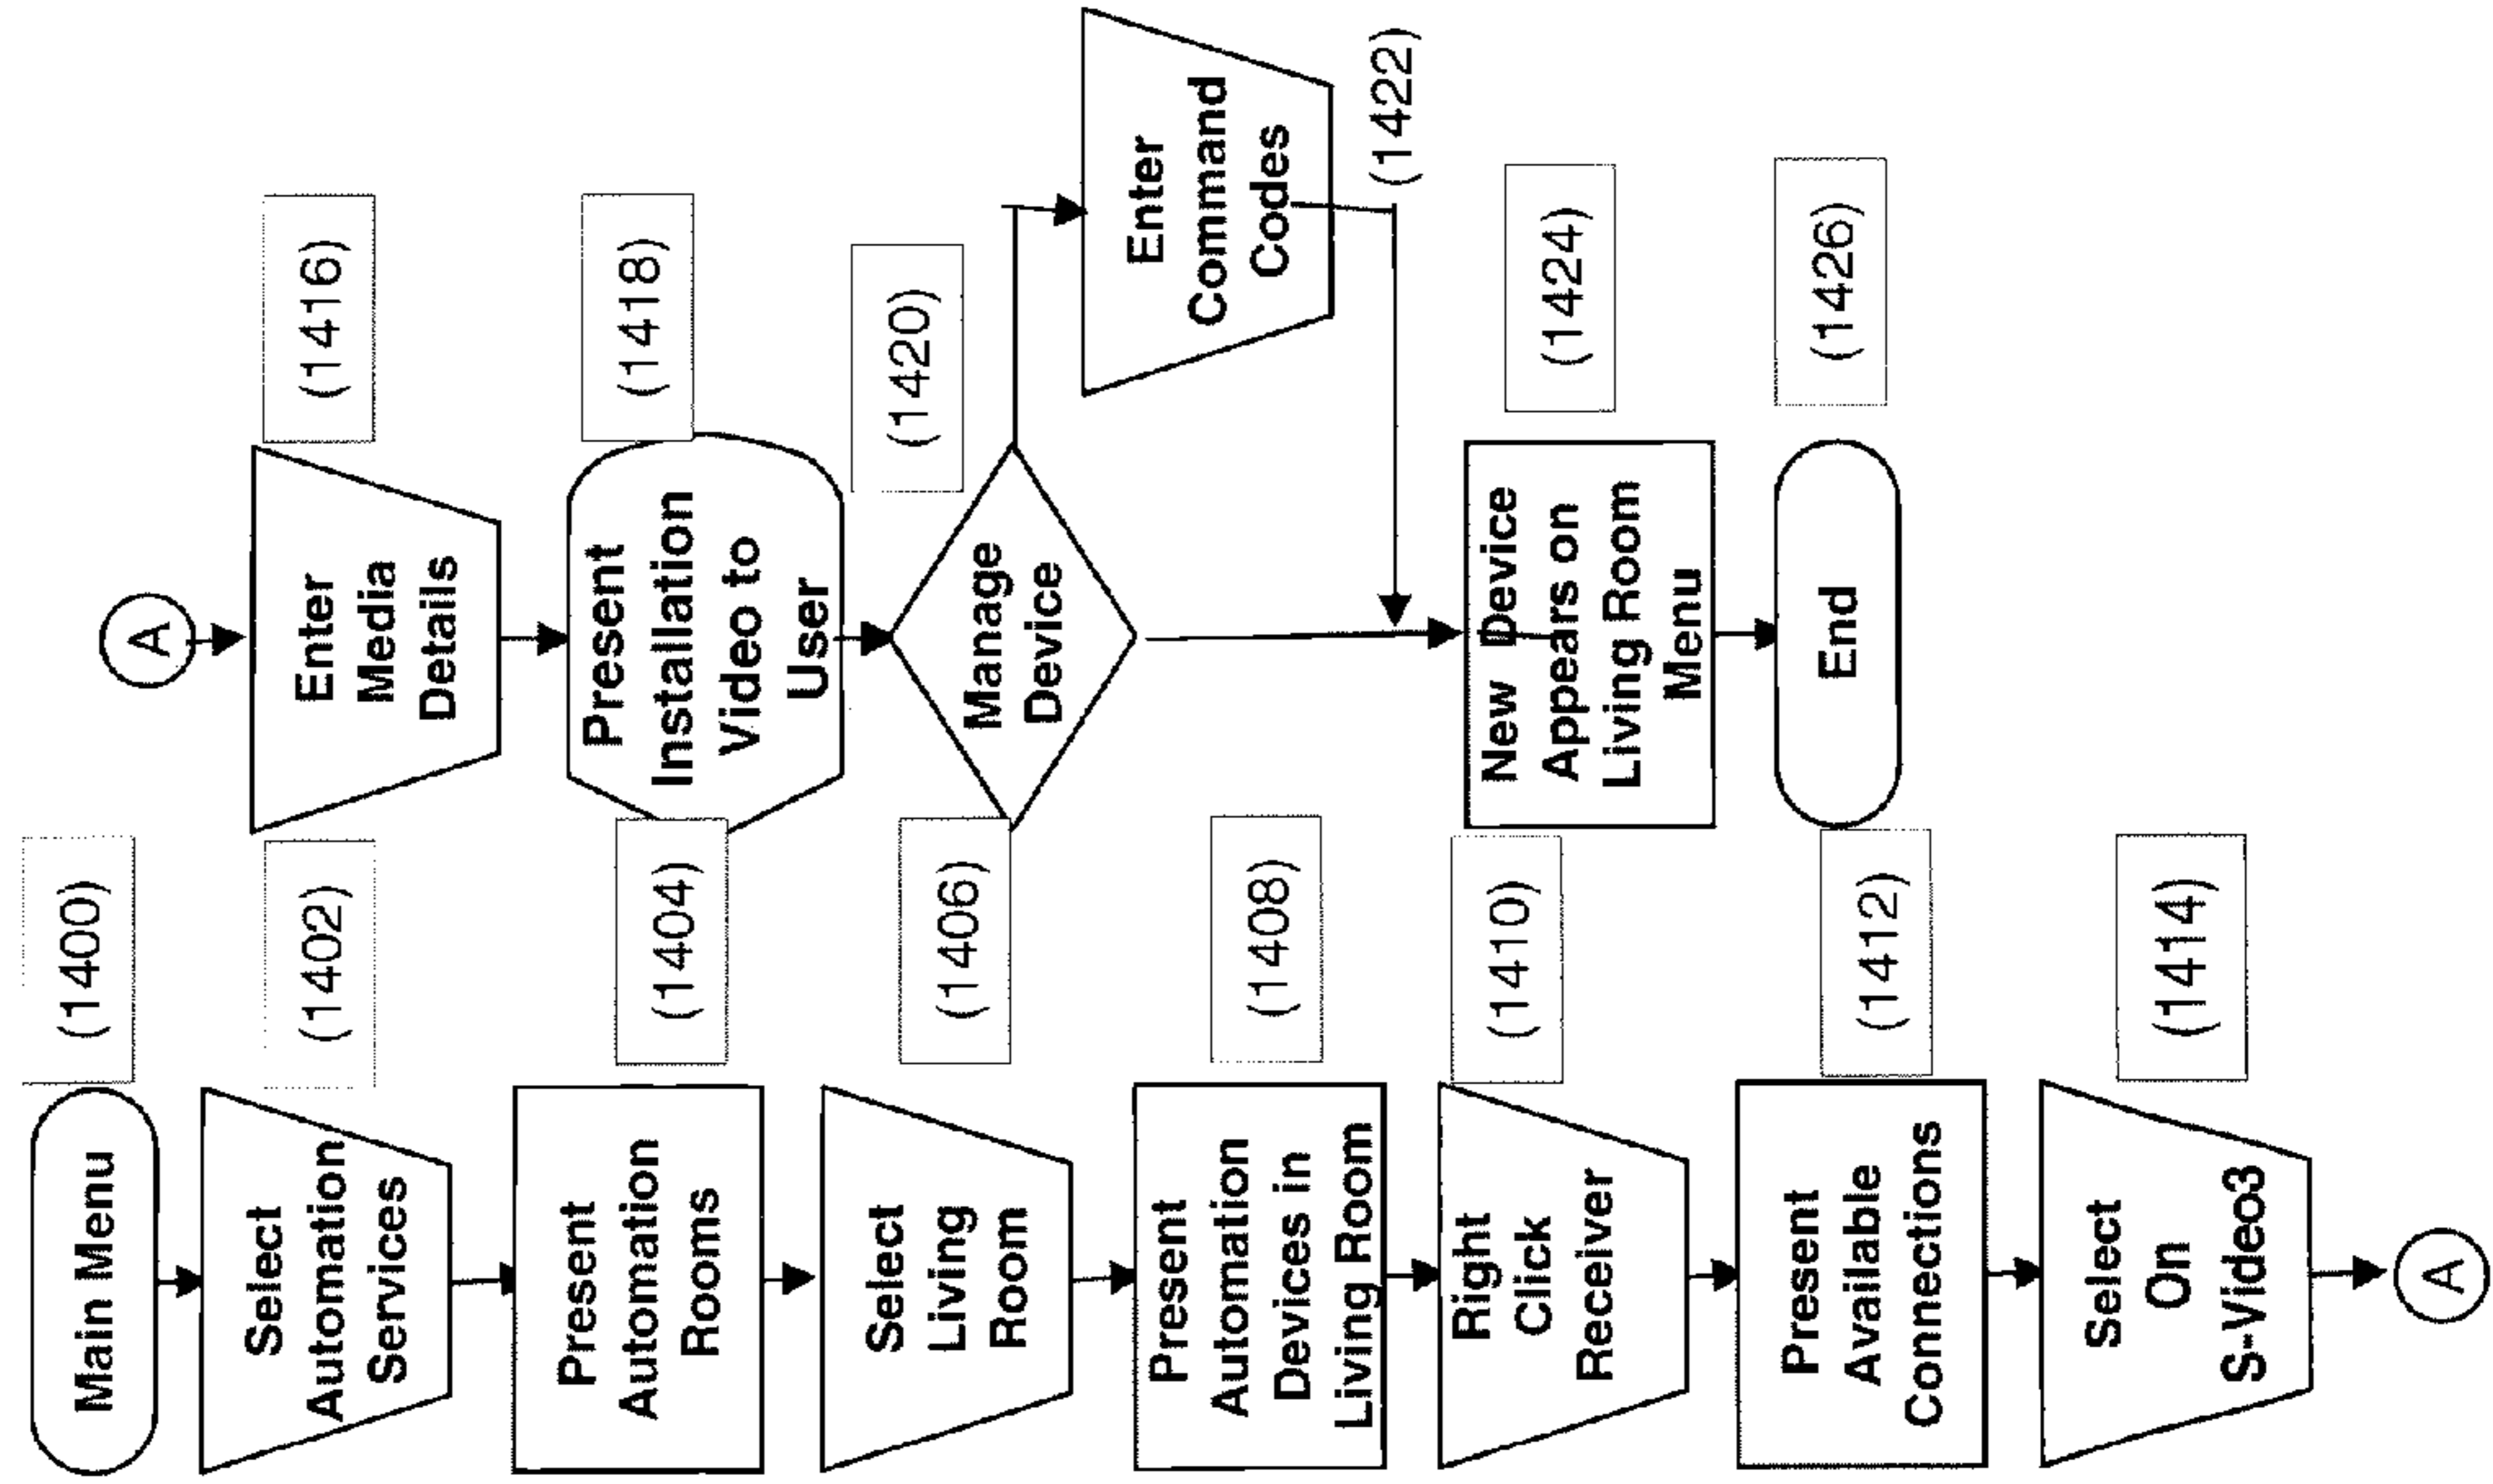 Main Menu
(1400)
Select
Automation
Services
(1402)
Present
Automation
Rooms
(1404)
Select
Living
Room
(1406)
Present
Automation
Devices in
Living Room
(1408)
Right
Click
Receiver
(1410)
Present
Available
Connections
(1412)
Select
On
S-Video3
(1414)
A
A
Enter
Media
Details
(1416)
Present
Installation
Video to
User
(1418)
Manage
Device
(1420)
Enter
Command
Codes
(1422)
New Device
Appears on
Living Room
Menu
(1424)
End
(1426)